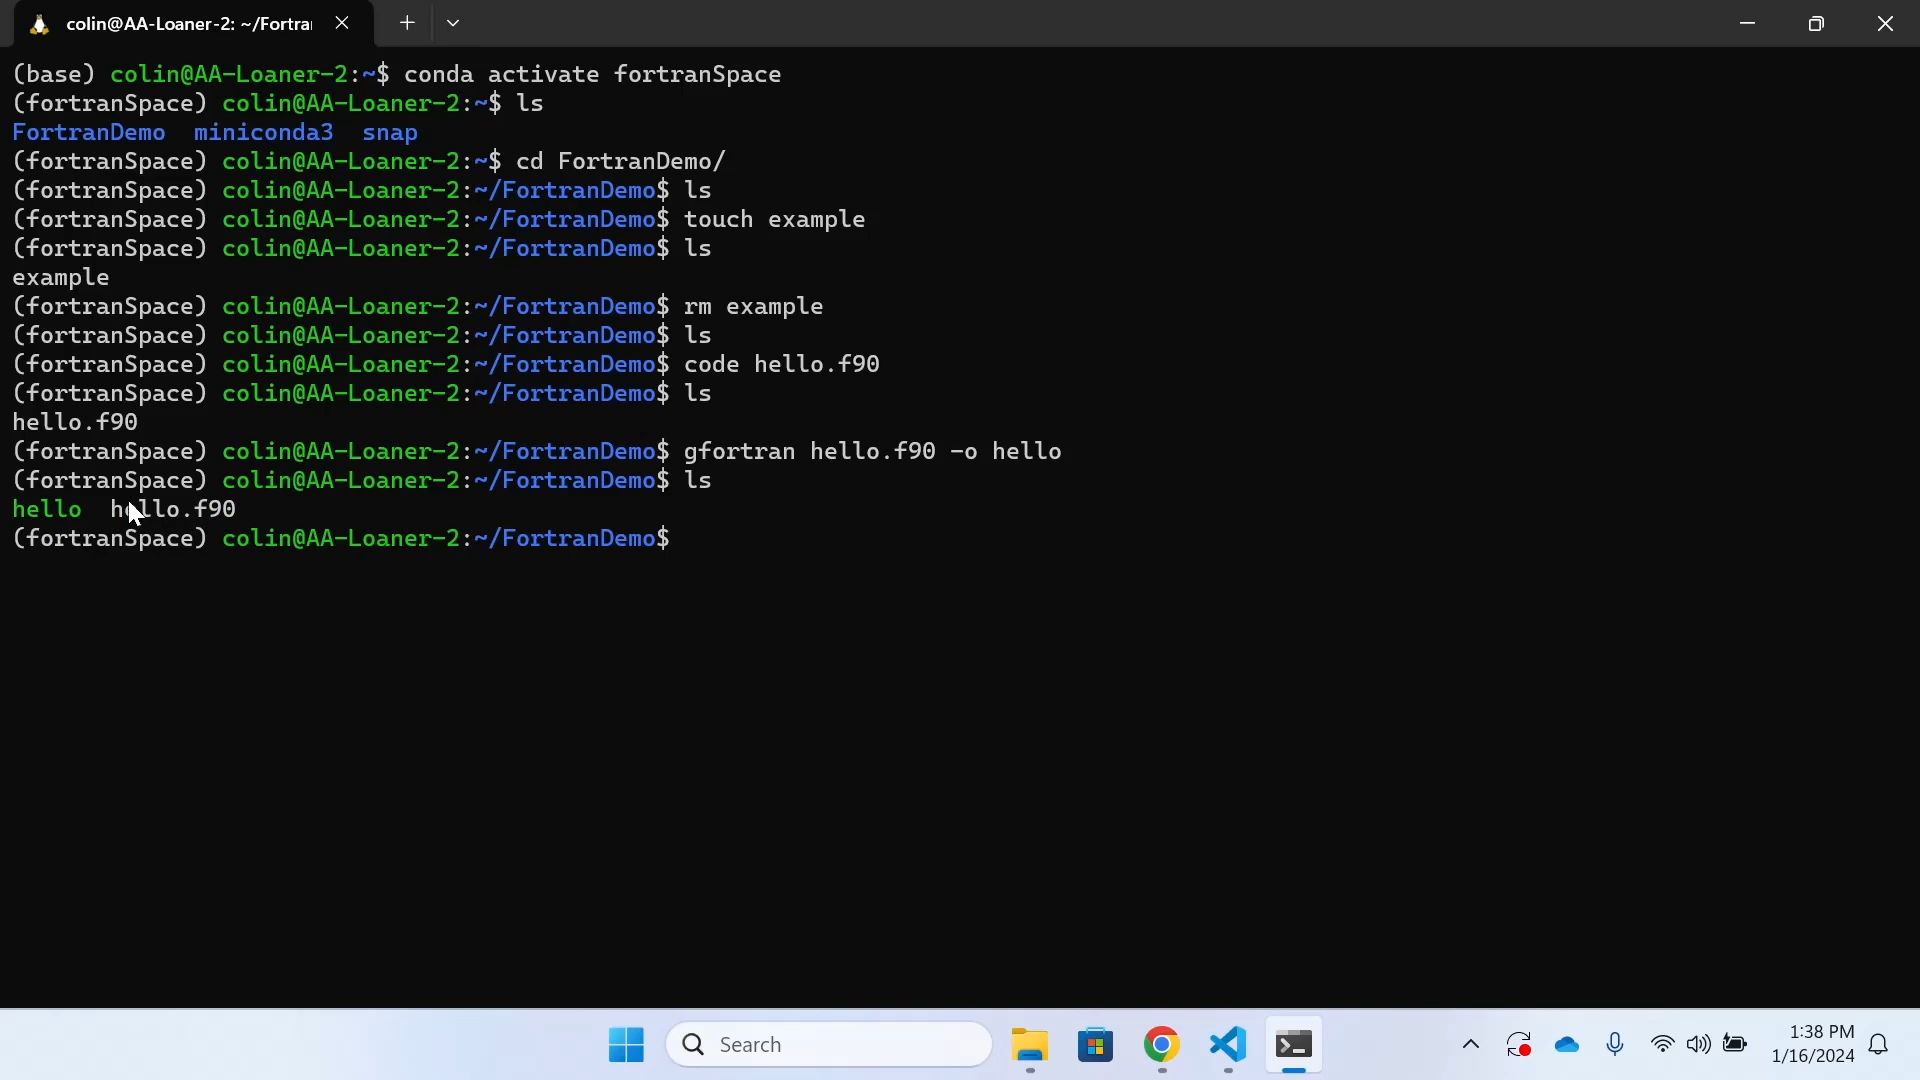 colin@AA-Loaner-2: ~/Fortra
(base) colin@AA-Loaner-2:~$ conda activate fortranSpace
(fortranSpace) colin@AA-Loaner-2:~$ ls
FortranDemo  miniconda3  snap
(fortranSpace) colin@AA-Loaner-2:~$ cd FortranDemo/
(fortranSpace) colin@AA-Loaner-2:~/FortranDemo$ ls
(fortranSpace) colin@AA-Loaner-2:~/FortranDemo$ touch example
(fortranSpace) colin@AA-Loaner-2:~/FortranDemo$ ls
example
(fortranSpace) colin@AA-Loaner-2:~/FortranDemo$ rm example
(fortranSpace) colin@AA-Loaner-2:~/FortranDemo$ ls
(fortranSpace) colin@AA-Loaner-2:~/FortranDemo$ code hello.f90
(fortranSpace) colin@AA-Loaner-2:~/FortranDemo$ ls
hello.f90
(fortranSpace) colin@AA-Loaner-2:~/FortranDemo$ gfortran hello.f90 -o hello
(fortranSpace) colin@AA-Loaner-2:~/FortranDemo$ ls
hello  hello.f90
(fortranSpace) colin@AA-Loaner-2:~/FortranDemo$
Search
1:38 PM
1/16/2024